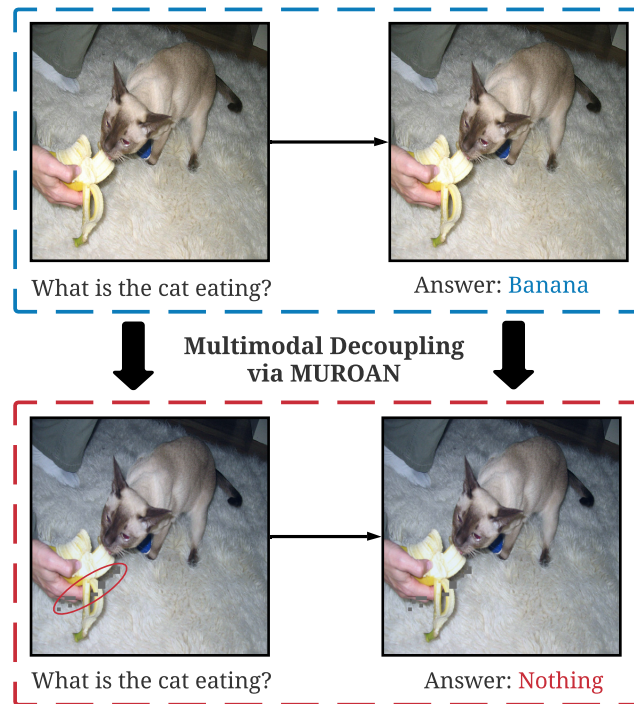 What is the cat eating?
Answer: Banana
Multimodal Decoupling
via MUROAN
What is the cat eating?
Answer: Nothing